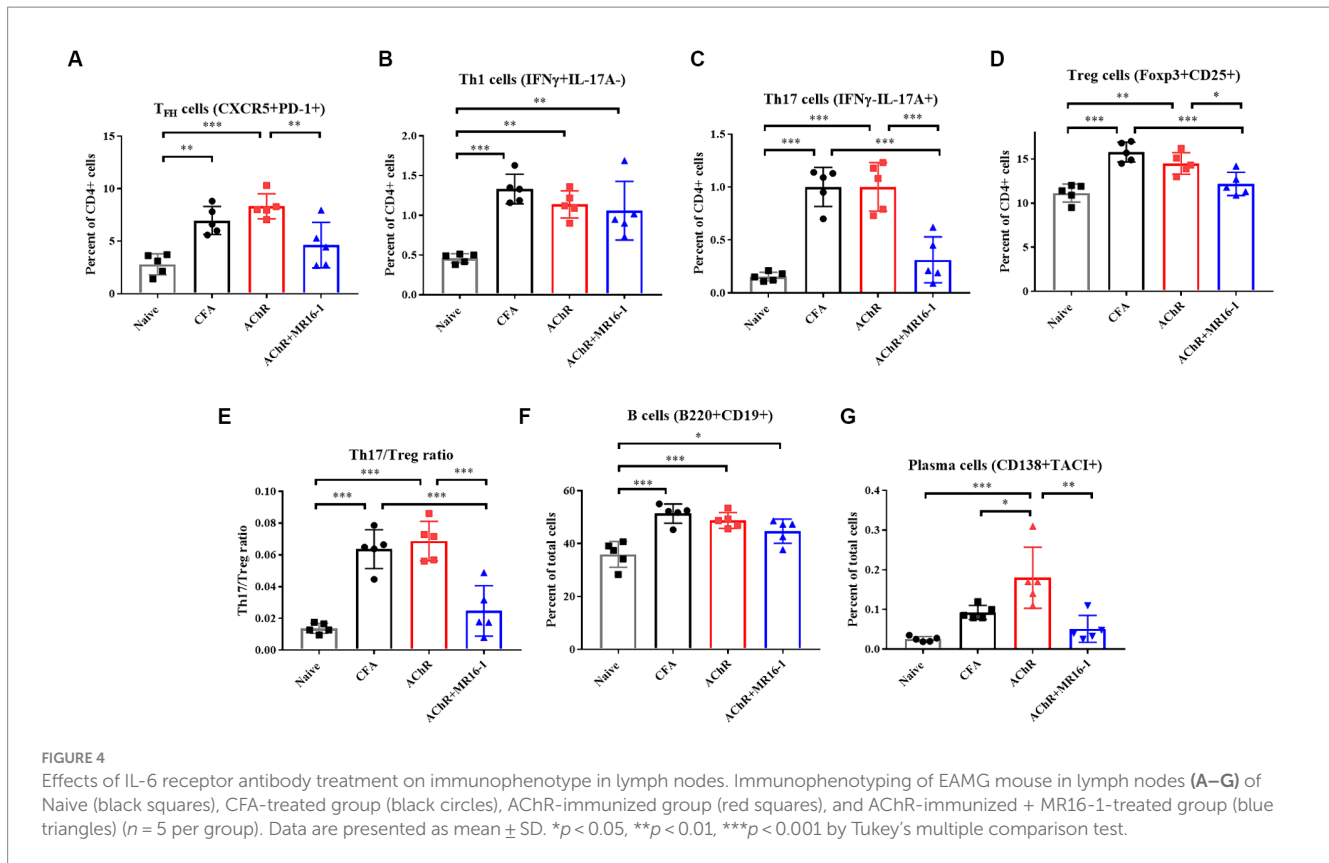 A
T_FH cells (CXCR5+PD-1+)
***
**
**
Percent of CD4+ cells
15
10
5
0
Naive
CFA
AChR
AChR+MR16-1
B
Th1 cells (IFNγ+IL-17A-)
**
**
***
Percent of CD4+ cells
2.0
1.5
1.0
0.5
0.0
Naive
CFA
AChR
AChR+MR16-1
C
Th17 cells (IFNγ-IL-17A+)
***
***
***
***
Percent of CD4+ cells
1.5
1.0
0.5
0.0
Naive
CFA
AChR
AChR+MR16-1
D
Treg cells (Foxp3+CD25+)
**
*
***
***
Percent of CD4+ cells
15
10
5
0
Naive
CFA
AChR
AChR+MR16-1
E
Th17/Treg ratio
***
***
***
***
Th17/Treg ratio
0.10
0.08
0.06
0.04
0.02
0.00
Naive
CFA
AChR
AChR+MR16-1
F
B cells (B220+CD19+)
*
***
***
Percent of total cells
60
40
20
0
Naive
CFA
AChR
AChR+MR16-1
G
Plasma cells (CD138+TACI+)
***
**
*
Percent of total cells
0.4
0.3
0.2
0.1
0.0
Naive
CFA
AChR
AChR+MR16-1
FIGURE 4
Effects of IL-6 receptor antibody treatment on immunophenotype in lymph nodes. Immunophenotyping of EAMG mouse in lymph nodes (A–G) of
Naive (black squares), CFA-treated group (black circles), AChR-immunized group (red squares), and AChR-immunized + MR16-1-treated group (blue
triangles) (n = 5 per group). Data are presented as mean ± SD. *p < 0.05, **p < 0.01, ***p < 0.001 by Tukey's multiple comparison test.